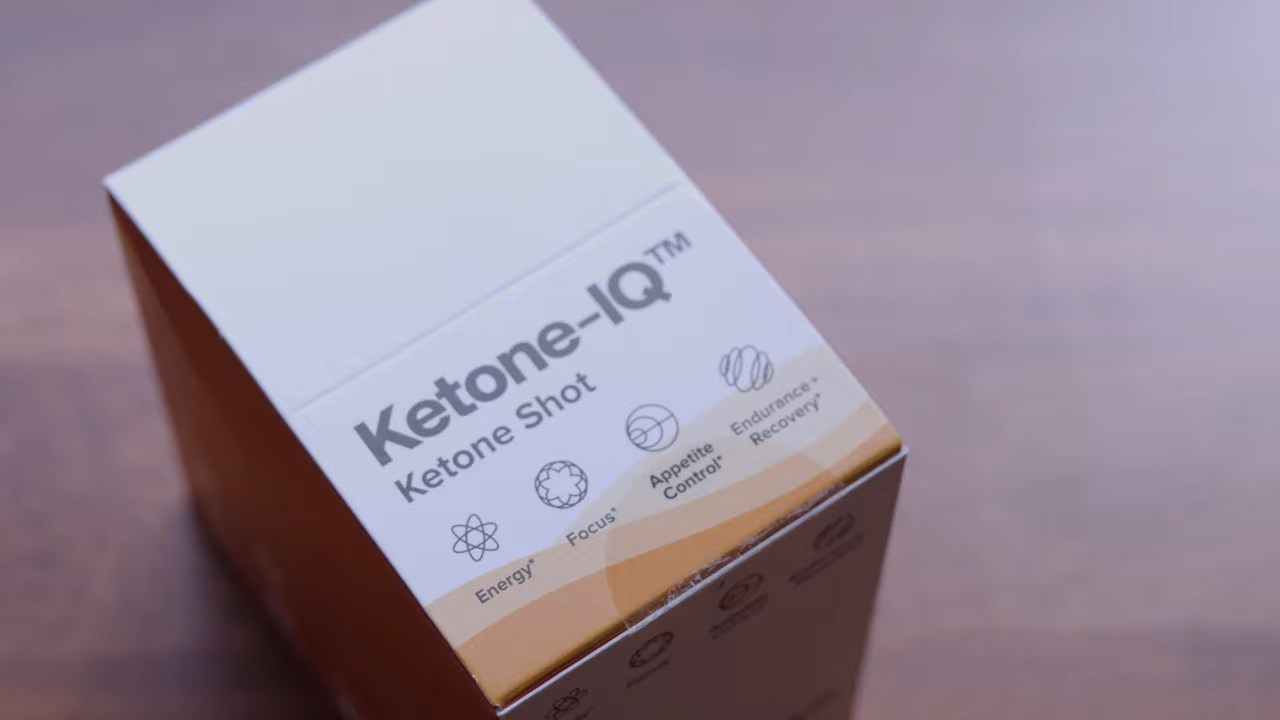 Ketone-IQ™
Ketone Shot
Energy*
Focus*
Appetite
Control*
Endurance+
Recovery*